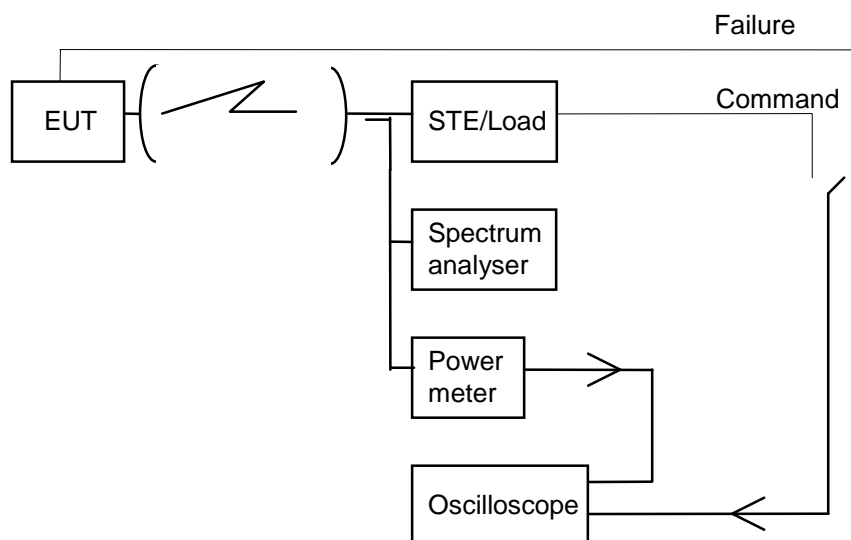 Failure
EUT
STE/Load
Command
Spectrum
analyser
Power
meter
Oscilloscope